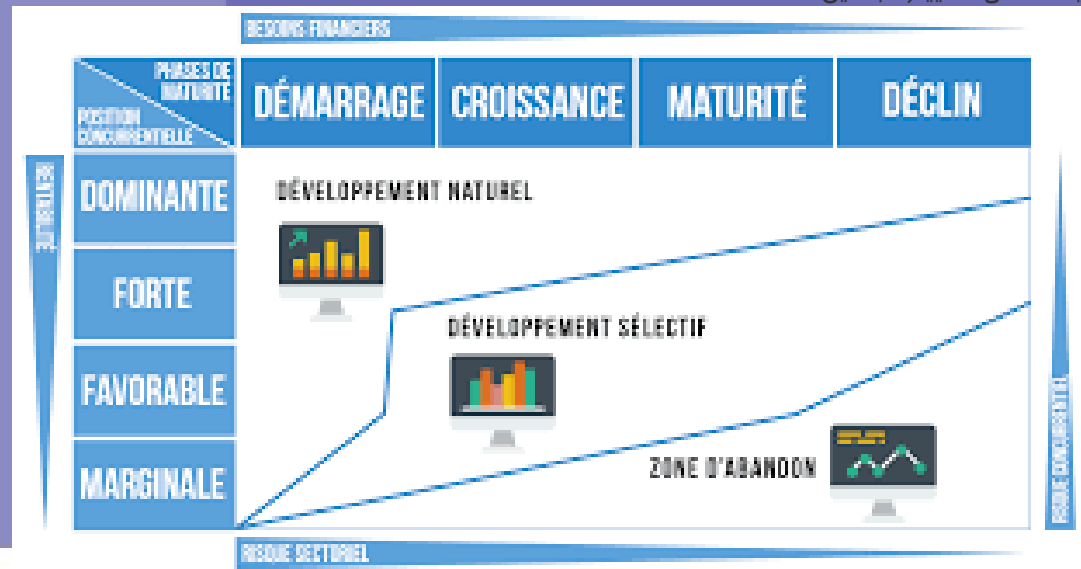 BESOINS FINANCIERS
PHASES DE
MATURITÉ
POSITION
CONCURRENTIELLE
DÉMARRAGE
CROISSANCE
MATURITÉ
DÉCLIN
RENTABILITÉ
DOMINANTE
FORTE
FAVORABLE
MARGINALE
DÉVELOPPEMENT NATUREL
DÉVELOPPEMENT SÉLECTIF
ZONE D'ABANDON
RISQUE CONCURRENTIEL
RISQUE SECTORIEL